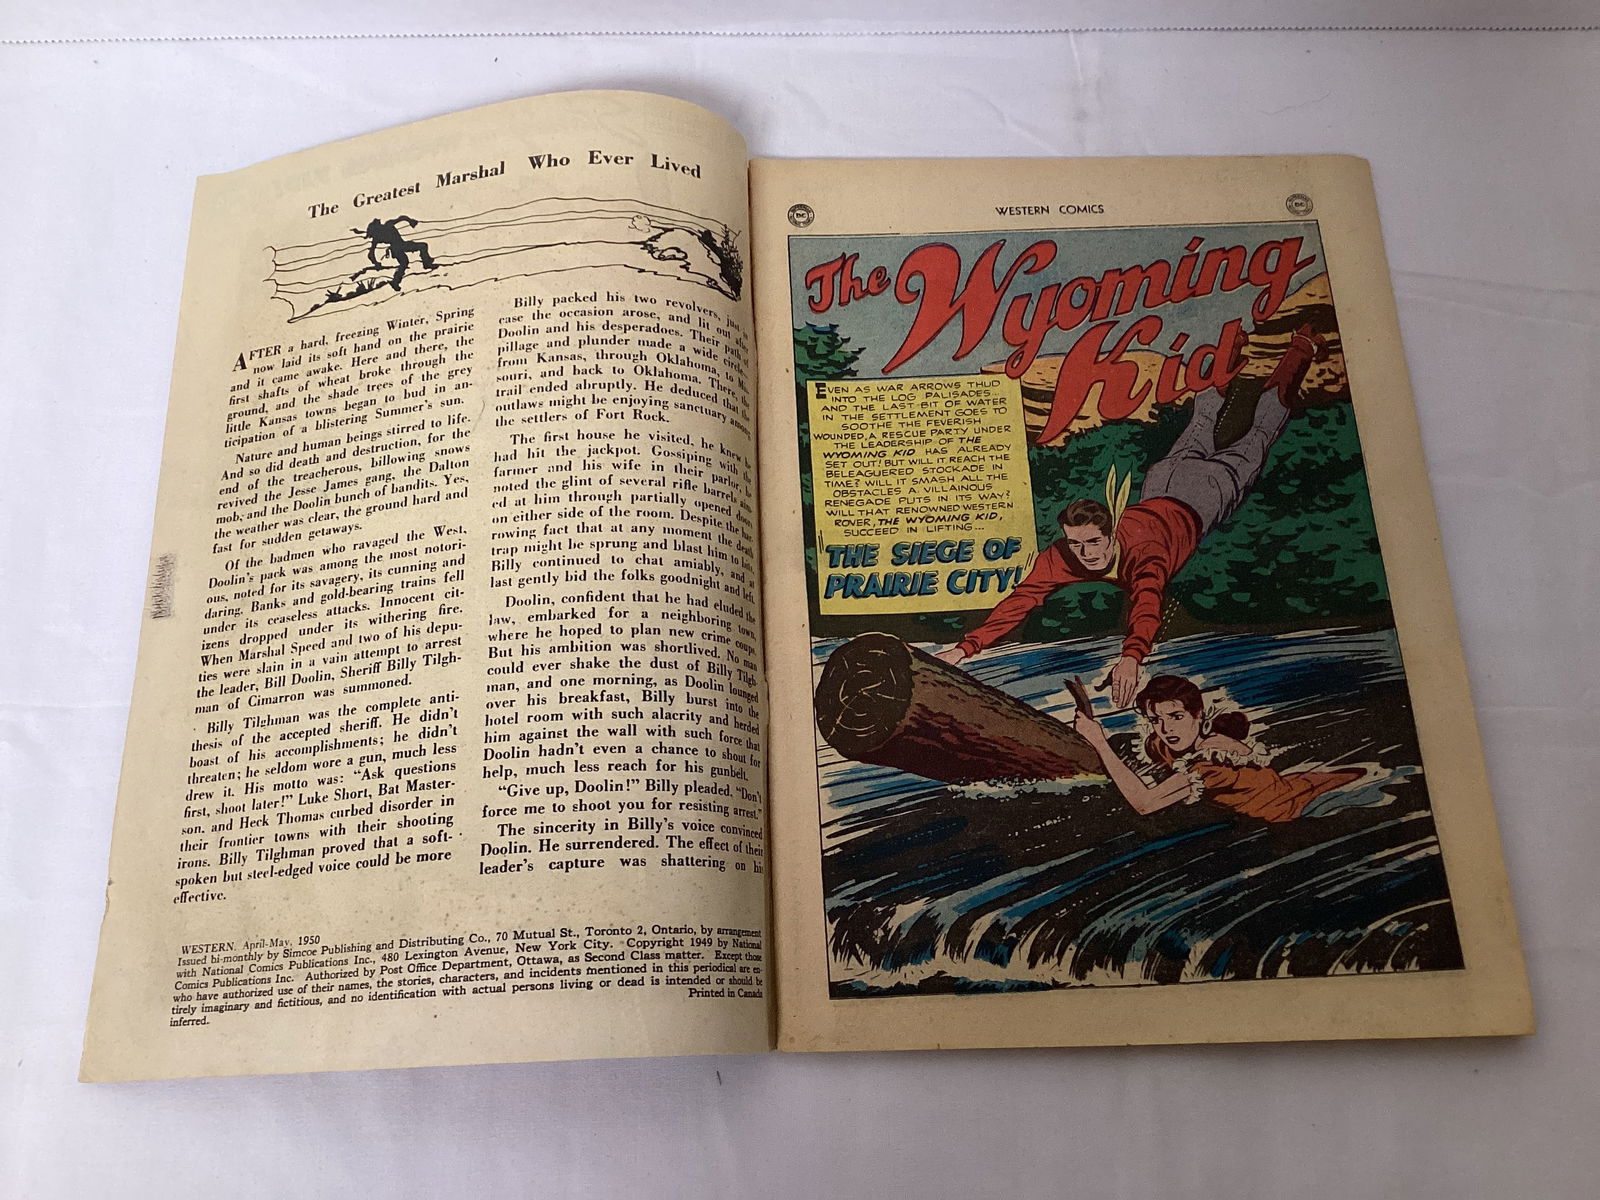 The Greatest Marshal Who Ever Lived
AFTER a hard, freezing Winter, Spring
now laid its soft hand on the prairie
and it came awake. Here and there, the
first shafts of wheat broke through the
ground, and the shade trees of the grey
little Kansas towns began to bud in an-
ticipation of a blistering Summer's sun.
Nature and human beings stirred to life.
And so did death and destruction, for the
end of the treacherous, billowing snows
revived the Jesse James gang, the Dalton
mob, and the Doolin bunch of bandits. Yes,
the weather was clear, the ground hard and
fast for sudden getaways.
Of the badmen who ravaged the West,
Doolin's pack was among the most notori-
ous, noted for its savagery, its cunning and
daring. Banks and gold-bearing trains fell
under its ceaseless attacks. Innocent cit-
izens dropped under its withering fire.
When Marshal Speed and two of his depu-
ties were slain in a vain attempt to arrest
the leader, Bill Doolin, Sheriff Billy Tilgh-
man of Cimarron was summoned.
Billy Tilghman was the complete anti-
thesis of the accepted sheriff. He didn't
boast of his accomplishments; he didn't
threaten; he seldom wore a gun, much less
drew it. His motto was: "Ask questions
first, shoot later!" Luke Short, Bat Master-
son, and Heck Thomas curbed disorder in
their frontier towns with their shooting
irons. Billy Tilghman proved that a soft-
spoken but steel-edged voice could be more
effective.
Billy packed his two revolvers, just in
case the occasion arose, and lit out after
Doolin and his desperadoes. Their path of
pillage and plunder made a wide circle
from Kansas, through Oklahoma, to Mis-
souri, and back to Oklahoma. There, the
trail ended abruptly. He deduced that the
outlaws might be enjoying sanctuary among
the settlers of Fort Rock.
The first house he visited, he knew he
had hit the jackpot. Gossiping with the
farmer and his wife in their parlor, he
noted the glint of several rifle barrels aim-
ed at him through partially opened doors
on either side of the room. Despite the har-
rowing fact that at any moment the death
trap might be sprung and blast him to
Billy continued to chat amiably, and at
last gently bid the folks goodnight and left.
Doolin, confident that he had eluded the
law, embarked for a neighboring town,
where he hoped to plan new crime coups.
But his ambition was shortlived. No man
could ever shake the dust of Billy Tilgh-
man, and one morning, as Doolin lounged
over his breakfast, Billy burst into the
hotel room with such alacrity and herded
him against the wall with such force that
Doolin hadn't even a chance to shout for
help, much less reach for his gunbelt.
"Give up, Doolin!" Billy pleaded. "Don't
force me to shoot you for resisting arrest."
The sincerity in Billy's voice convinced
Doolin. He surrendered. The effect of their
leader's capture was shattering on his
WESTERN. April-May, 1950
Issued bi-monthly by Simcoe Publishing and Distributing Co., 70 Mutual St., Toronto 2, Ontario, by arrangement
with National Comics Publications Inc., 480 Lexington Avenue, New York City. Copyright 1949 by National
Comics Publications Inc. Authorized by Post Office Department, Ottawa, as Second Class matter. Except those
who have authorized use of their names, the stories, characters, and incidents mentioned in this periodical are en-
tirely imaginary and fictitious, and no identification with actual persons living or dead is intended or should be
inferred.
Printed in Canada
DC
WESTERN COMICS
DC
The Wyoming
Kid
EVEN AS WAR ARROWS THUD
INTO THE LOG PALISADES...
AND THE LAST BIT OF WATER
IN THE SETTLEMENT GOES TO
SOOTHE THE FEVERISH
WOUNDED, A RESCUE PARTY UNDER
THE LEADERSHIP OF THE
WYOMING KID HAS ALREADY
SET OUT! BUT WILL IT REACH THE
BELEAGUERED STOCKADE IN
TIME? WILL IT SMASH ALL THE
OBSTACLES A VILLAINOUS
RENEGADE PUTS IN ITS WAY?
WILL THAT RENOWNED WESTERN
ROVER, THE WYOMING KID,
SUCCEED IN LIFTING...
"THE SIEGE OF
PRAIRIE CITY!"